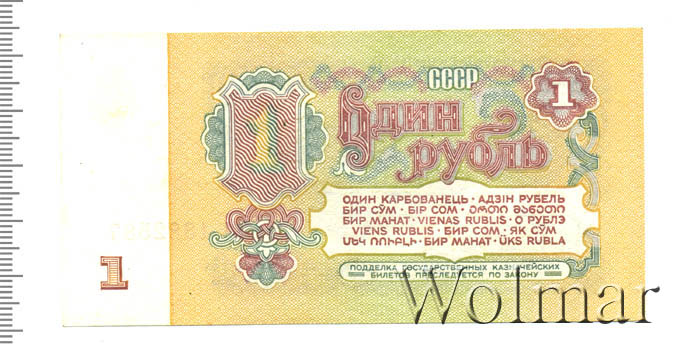 СССР
1
1
Один
рубль
ОДИН КАРБОВАНЕЦЬ · АДЗІН РУБЕЛЬ
БИР СЎМ · БІР СОМ · ერთი მანეთი
БИР МАНАТ · VIENAS RUBLIS · О РУБЛЭ
VIENS RUBLIS · БИР СОМ · ЯК СЎМ
ՄԵԿ ՌՈՒԲԼԻ · БИР МАНАТ · ÜKS RUBLA
ПОДДЕЛКА ГОСУДАРСТВЕННЫХ КАЗНАЧЕЙСКИХ
БИЛЕТОВ ПРЕСЛЕДУЕТСЯ ПО ЗАКОНУ
1
Wolmar